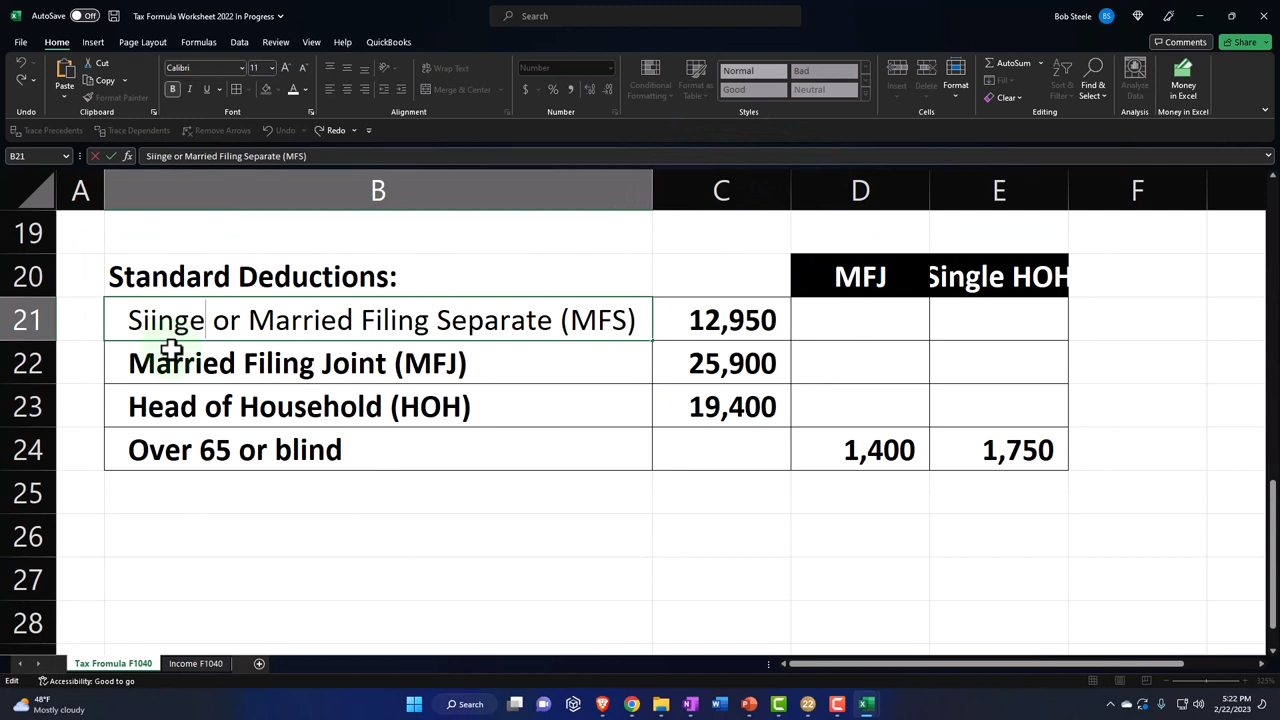 AutoSave Off Tax Formula Worksheet 2022 In Progress Search Bob Steele BS
File Home Insert Page Layout Formulas Data Review View Help QuickBooks Comments Share
Cut Calibri 11 Wrap Text Number Normal Bad AutoSum
Copy Fill
Paste Format Painter B I U Merge & Center $ % Conditional Formatting Format as Table Good Neutral Insert Delete Format Clear Sort & Filter Find & Select Analyze Data Money in Excel
Undo Clipboard Font Alignment Number Styles Cells Editing Analysis Money in Excel
Trace Precedents Trace Dependents Remove Arrows Undo Redo
B21 fx Siinge or Married Filing Separate (MFS)
A B C D E F
19
20 Standard Deductions: MFJ Single HOH
21 Siinge or Married Filing Separate (MFS) 12,950
22 Married Filing Joint (MFJ) 25,900
23 Head of Household (HOH) 19,400
24 Over 65 or blind 1,400 1,750
25
26
27
28
Tax Fromula F1040 Income F1040
Edit Accessibility: Good to go 325%
48°F
Mostly cloudy
Search
5:22 PM
2/22/2023